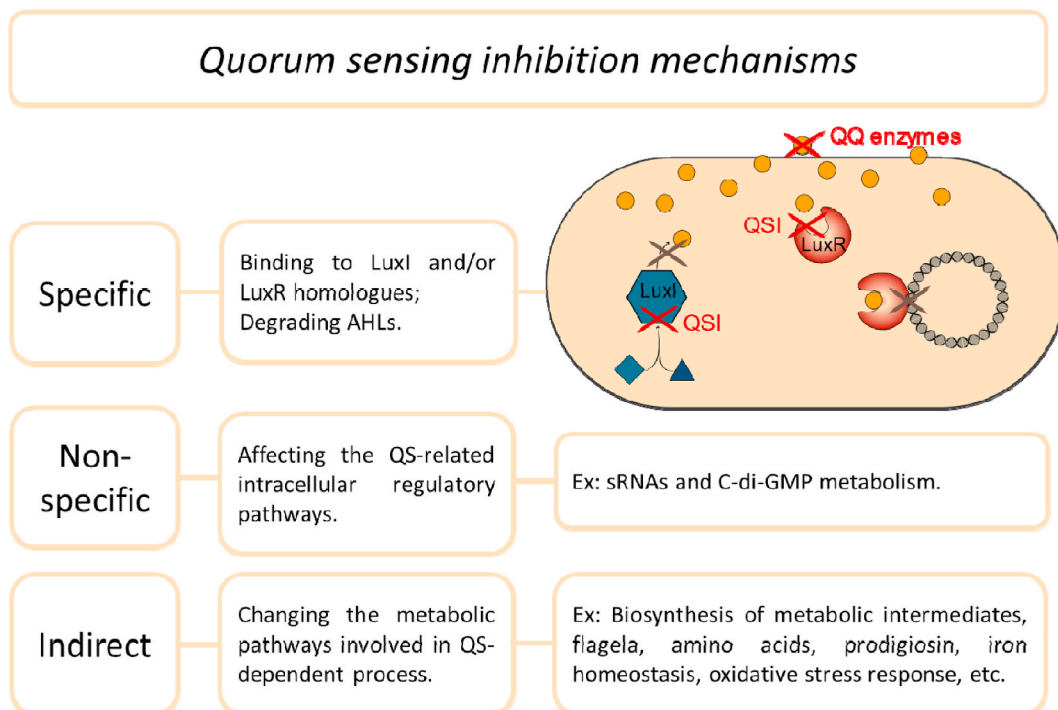 Quorum sensing inhibition mechanisms
QQ enzymes
QSI
LuxR
LuxI
QSI
Specific
Binding to LuxI and/or
LuxR homologues;
Degrading AHLs.
Non-
specific
Affecting the QS-related
intracellular regulatory
pathways.
Ex: sRNAs and C-di-GMP metabolism.
Indirect
Changing the metabolic
pathways involved in QS-
dependent process.
Ex: Biosynthesis of metabolic intermediates,
flagela, amino acids, prodigiosin, iron
homeostasis, oxidative stress response, etc.